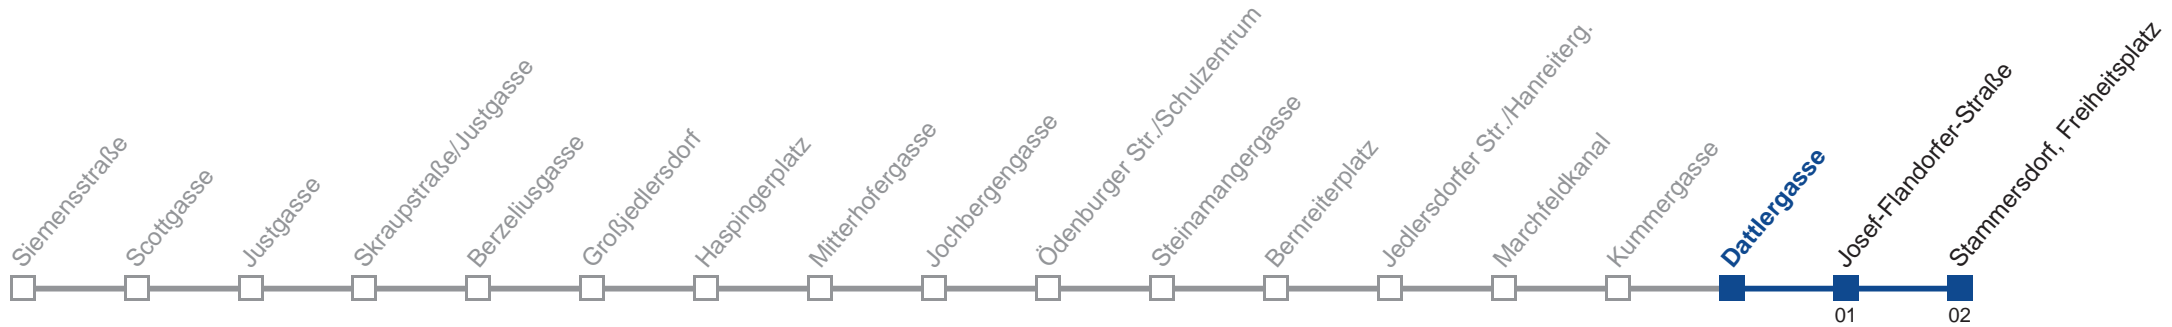 Siemensstraße
Scottgasse
Justgasse
Skraupstraße/Justgasse
Berzeliusgasse
Großjedlersdorf
Haspingerplatz
Mitterhofergasse
Jochbergengasse
Ödenburger Str./Schulzentrum
Steinamangergasse
Bernreiterplatz
Jedlersdorfer Str./Hanreiterg.
Marchfeldkanal
Kummergasse
Dattlergasse
Josef-Flandorfer-Straße
Stammersdorf, Freiheitsplatz
01
02